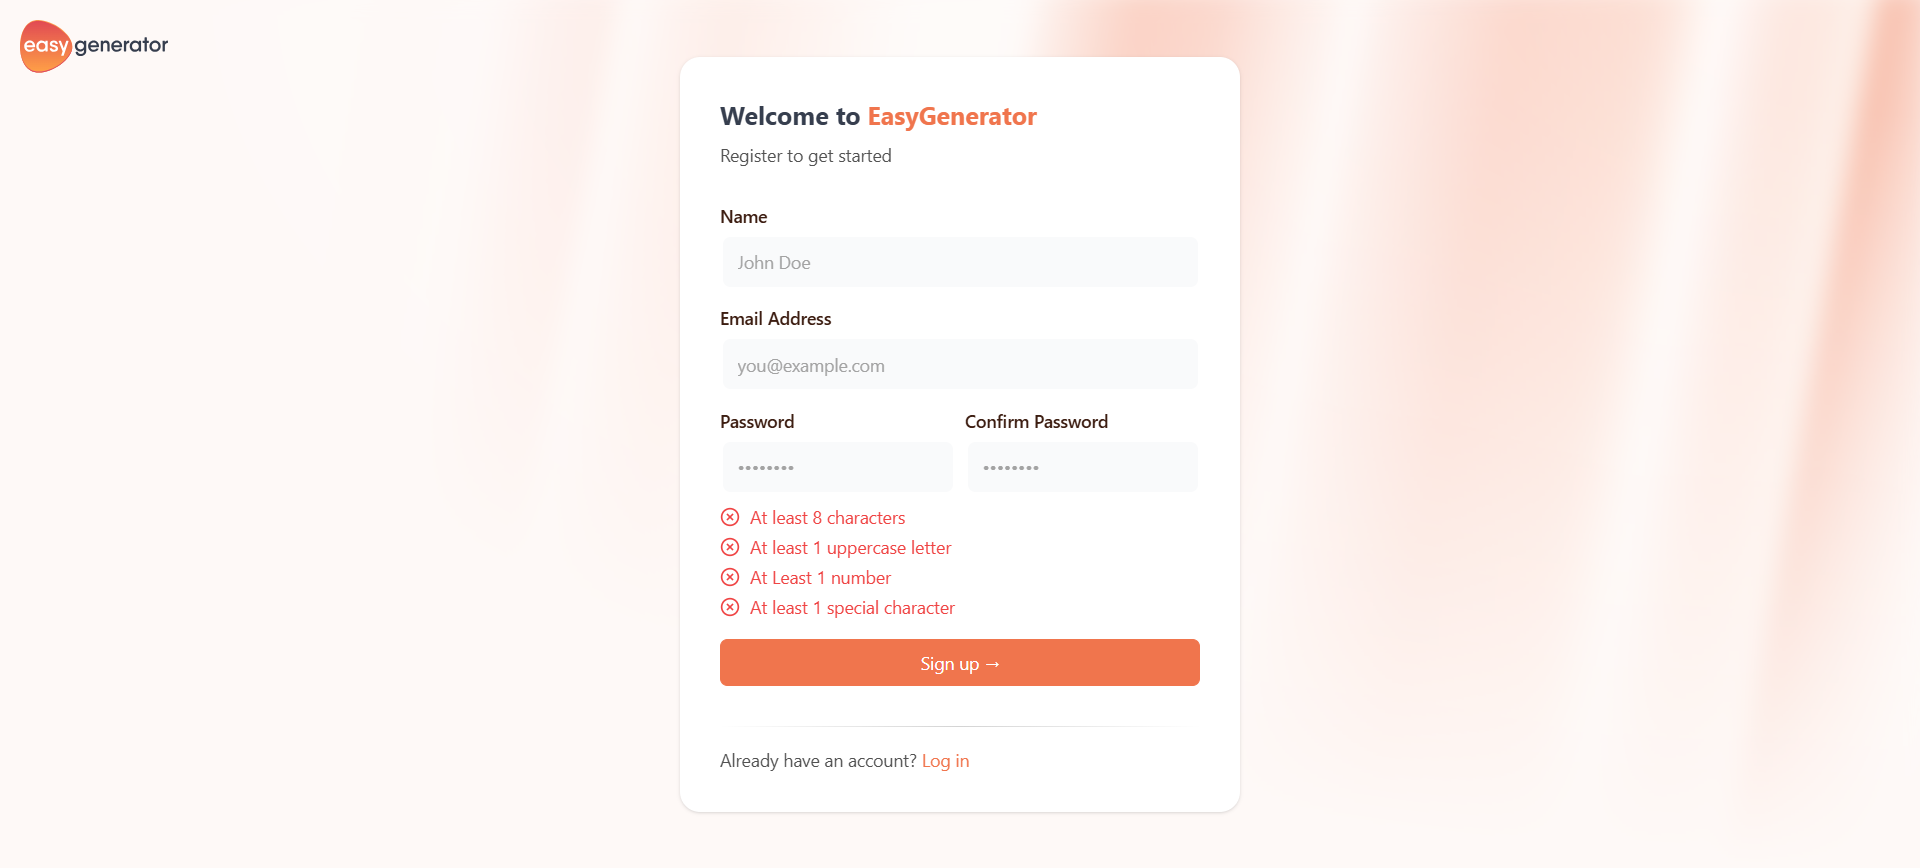 easygenerator
Welcome to EasyGenerator
Register to get started
Name
John Doe
Email Address
you@example.com
Password Confirm Password
•••••••• ••••••••
At least 8 characters
At least 1 uppercase letter
At Least 1 number
At least 1 special character
Sign up →
Already have an account? Log in